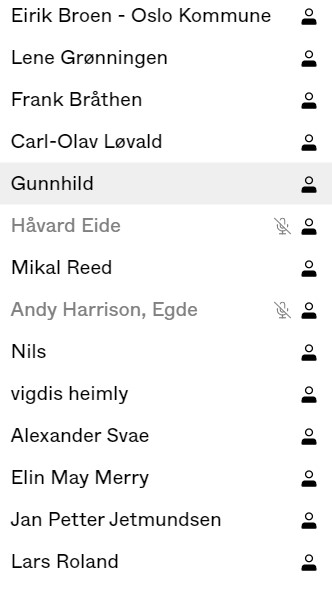 Eirik Broen - Oslo Kommune
Lene Grønningen
Frank Bråthen
Carl-Olav Løvald
Gunnhild
Håvard Eide
Mikal Reed
Andy Harrison, Egde
Nils
vigdis heimly
Alexander Svae
Elin May Merry
Jan Petter Jetmundsen
Lars Roland